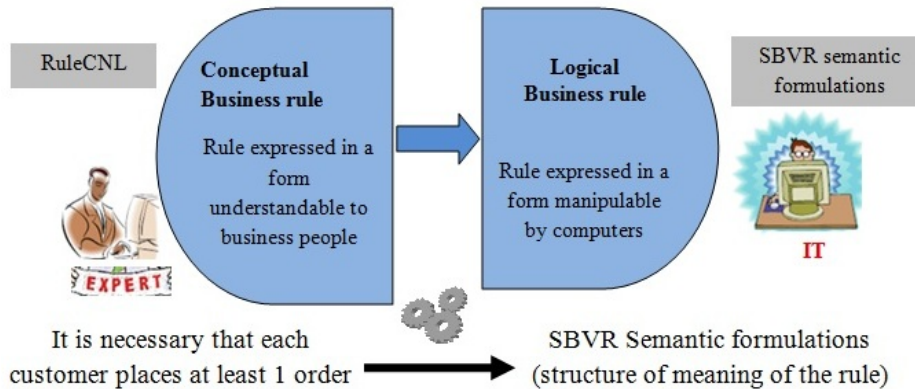 RuleCNL
Conceptual
Business rule
Rule expressed in a
form
understandable to
business people
EXPERT
Logical
Business rule
Rule expressed in a
form manipulable
by computers
SBVR semantic
formulations
IT
It is necessary that each
customer places at least 1 order
SBVR Semantic formulations
(structure of meaning of the rule)